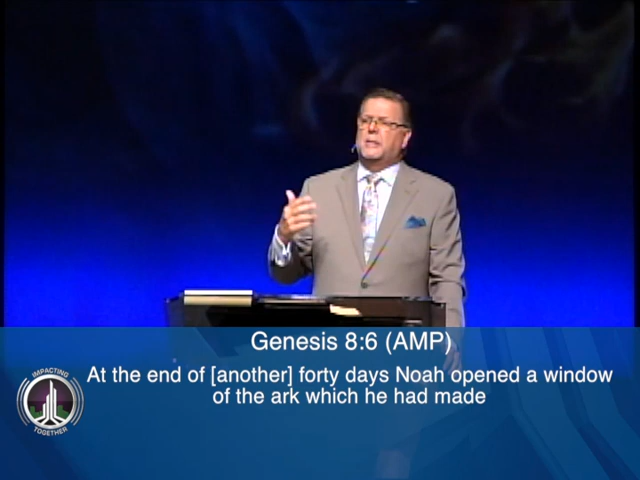 Genesis 8:6 (AMP)
At the end of [another] forty days Noah opened a window
of the ark which he had made
IMPACTING
TOGETHER